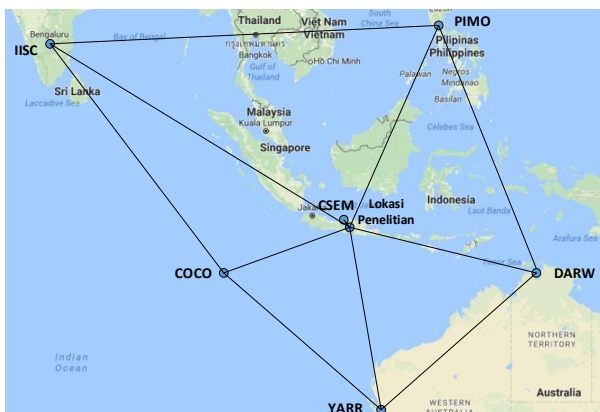 Luzon
Thailand
Việt Nam
Vietnam
South
China Sea
PIMO
Bengaluru
Bay of Bengal
IISC
กรุงเทพมหานคร
Bangkok
Pilipinas
Philippines
Gulf of
Thailand
Ho Chi Minh
Palawan
Negros
Mindanao
Basilan
Sri Lanka
Laccadive Sea
Malaysia
Kuala Lumpur
Celebes Sea
Singapore
CSEM
Lokasi
Penelitian
Indonesia
Laut Banda
Arafura Sea
Timor Sea
COCO
DARW
NORTHERN
TERRITORY
Indian
Ocean
Australia
WESTERN
AUSTRALIA
YARR